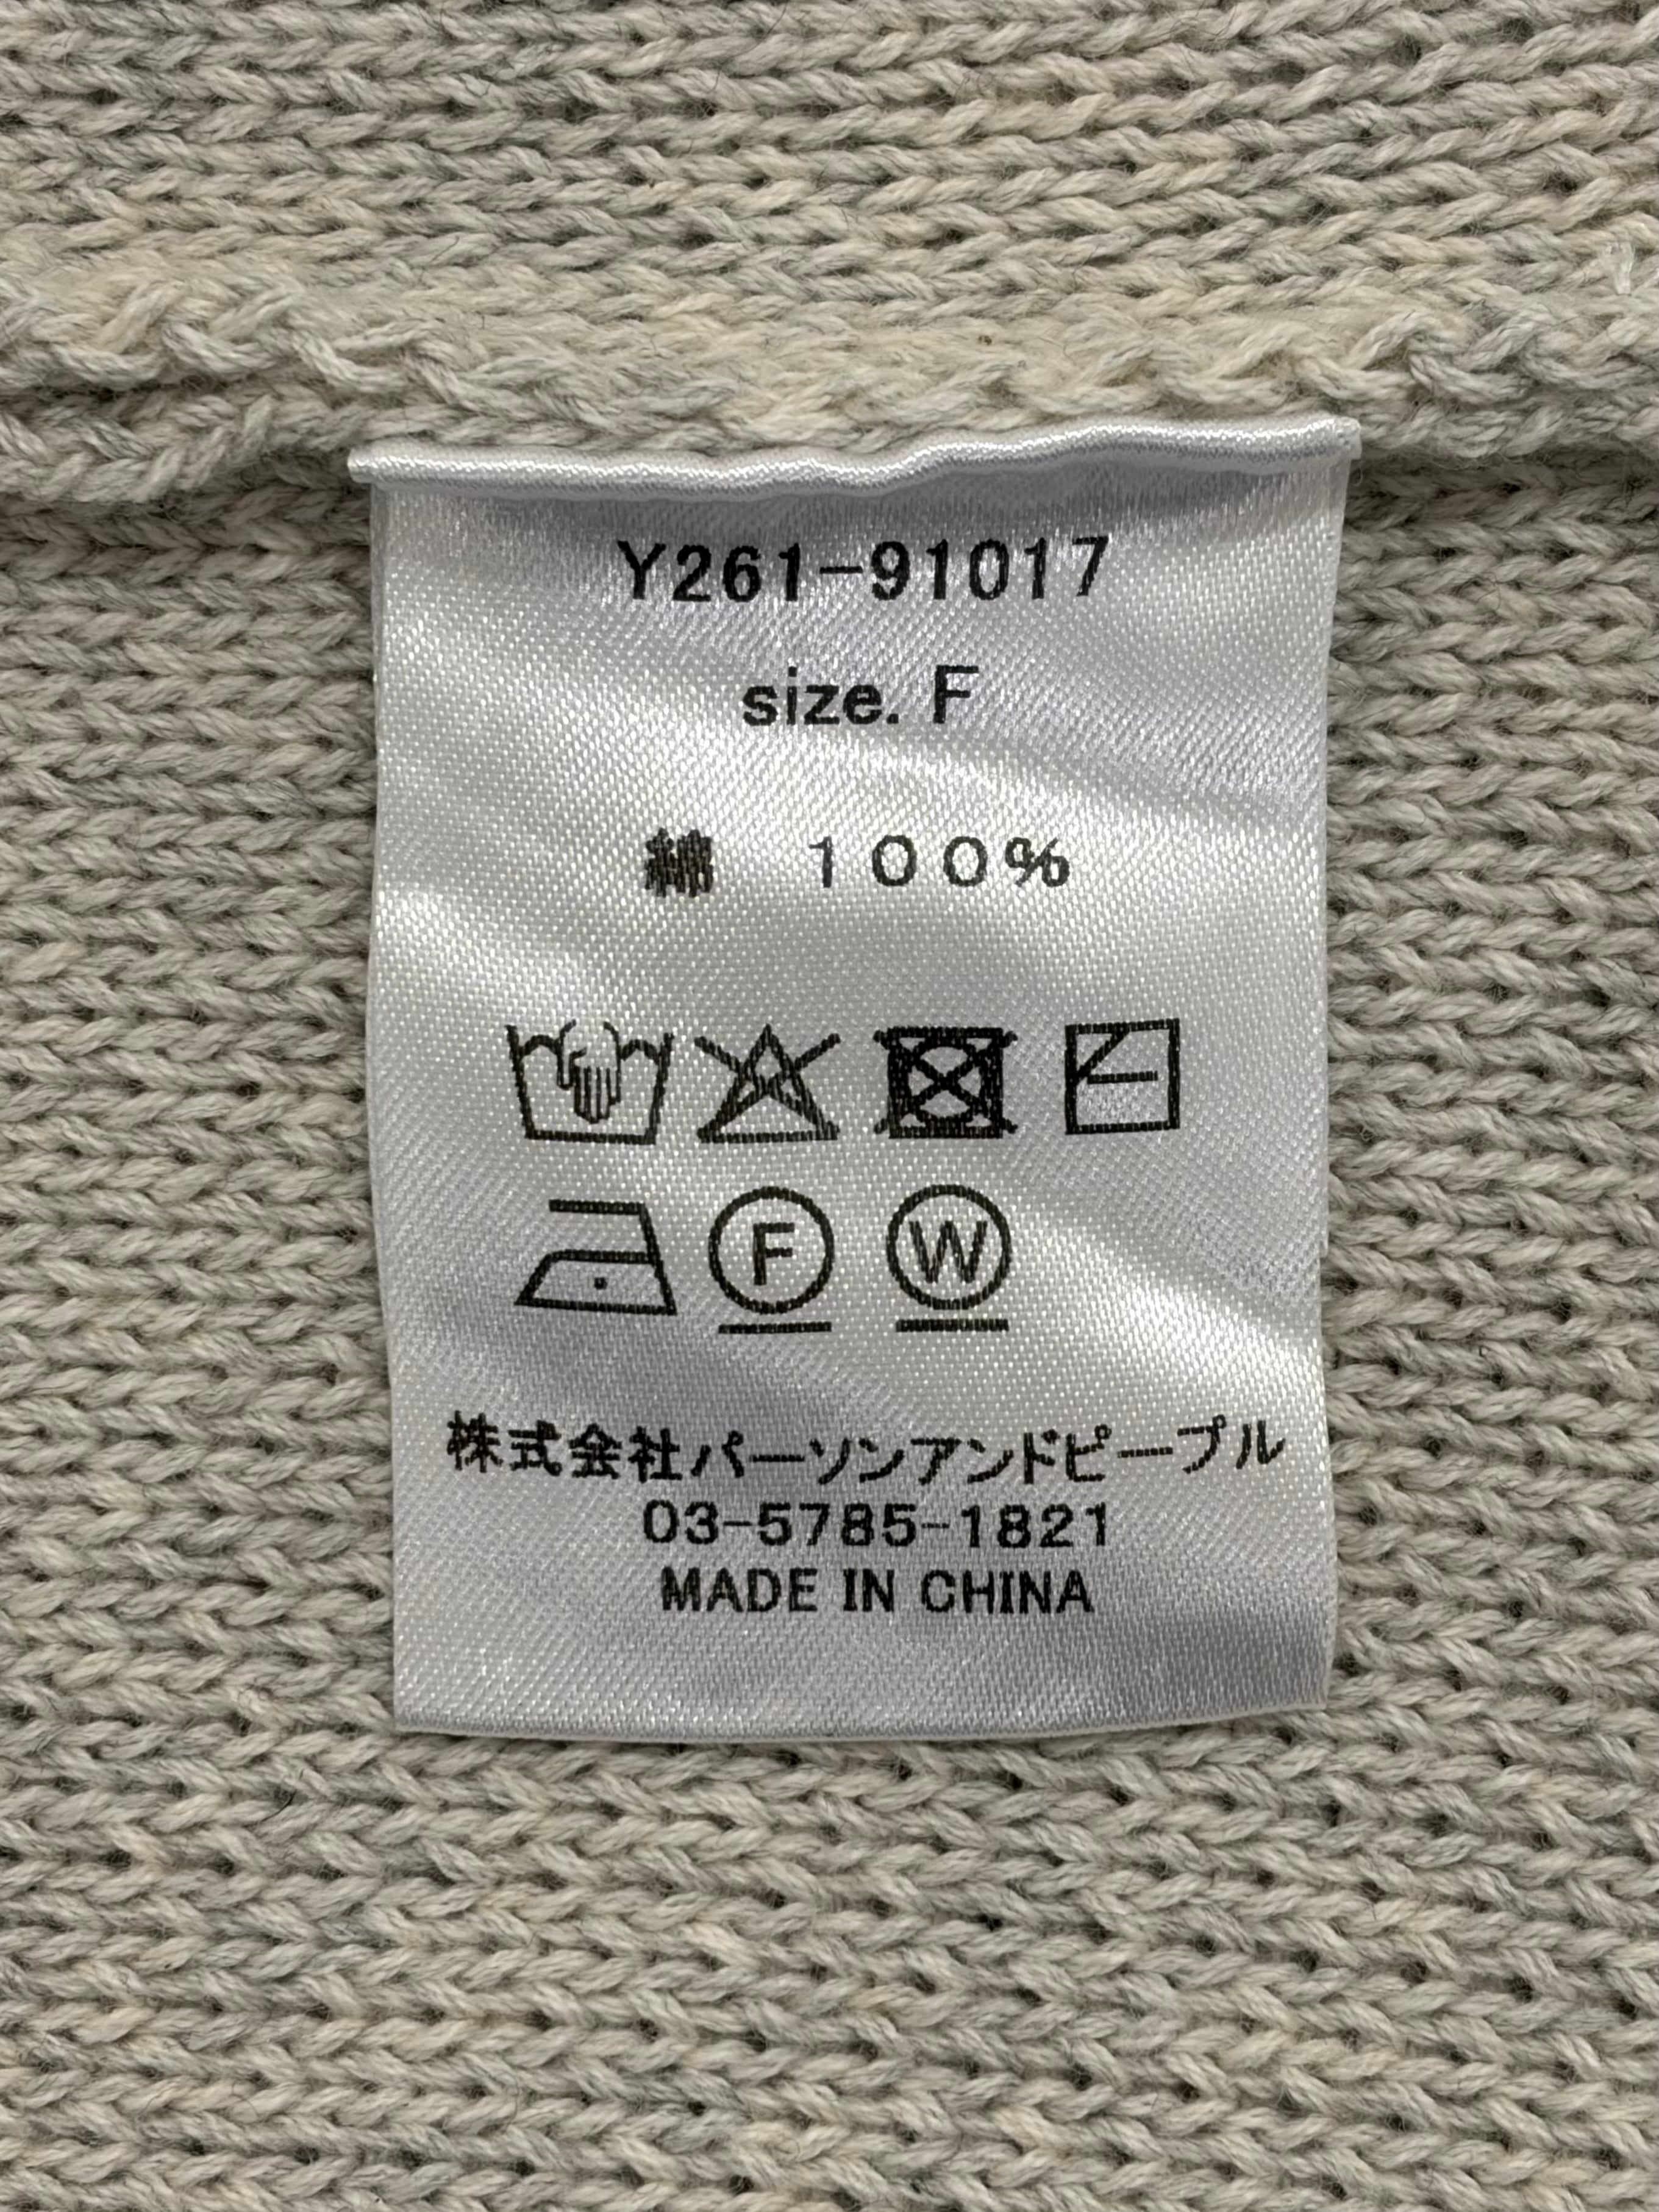 Y261-91017
size. F
綿　１００％
F W
株式会社パーソンアンドピープル
03-5785-1821
MADE IN CHINA